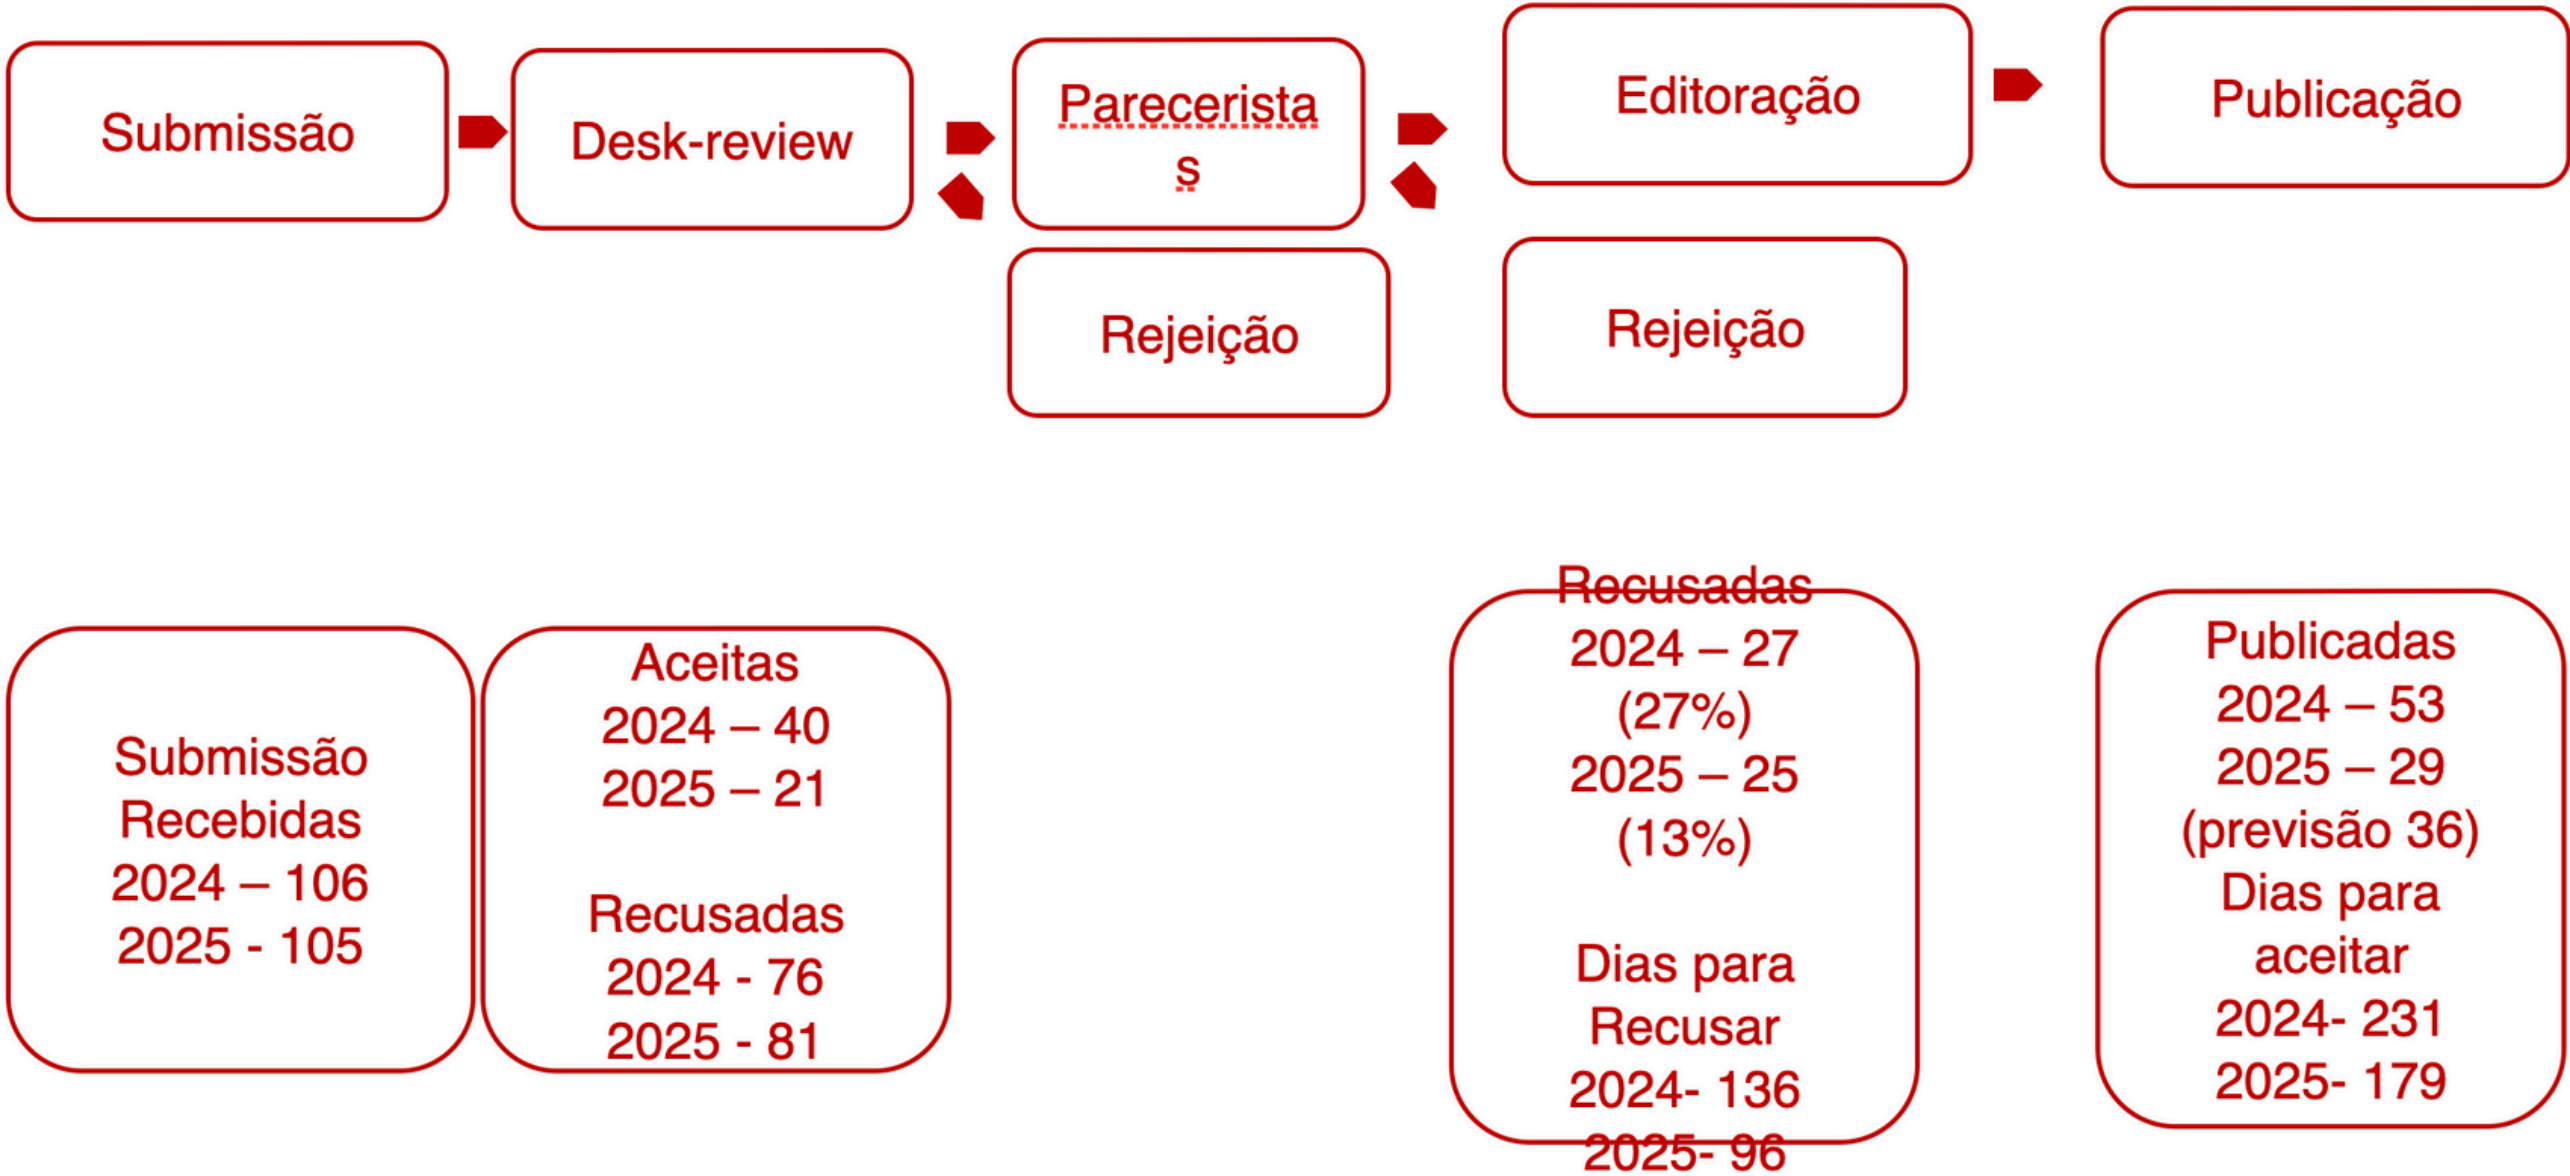 Submissão
Desk-review
Parecerista
s
Editoração
Publicação
Rejeição
Rejeição
Submissão
Recebidas
2024 – 106
2025 - 105
Aceitas
2024 – 40
2025 – 21
Recusadas
2024 - 76
2025 - 81
Recusadas
2024 – 27
(27%)
2025 – 25
(13%)
Dias para
Recusar
2024- 136
2025- 96
Publicadas
2024 – 53
2025 – 29
(previsão 36)
Dias para
aceitar
2024- 231
2025- 179